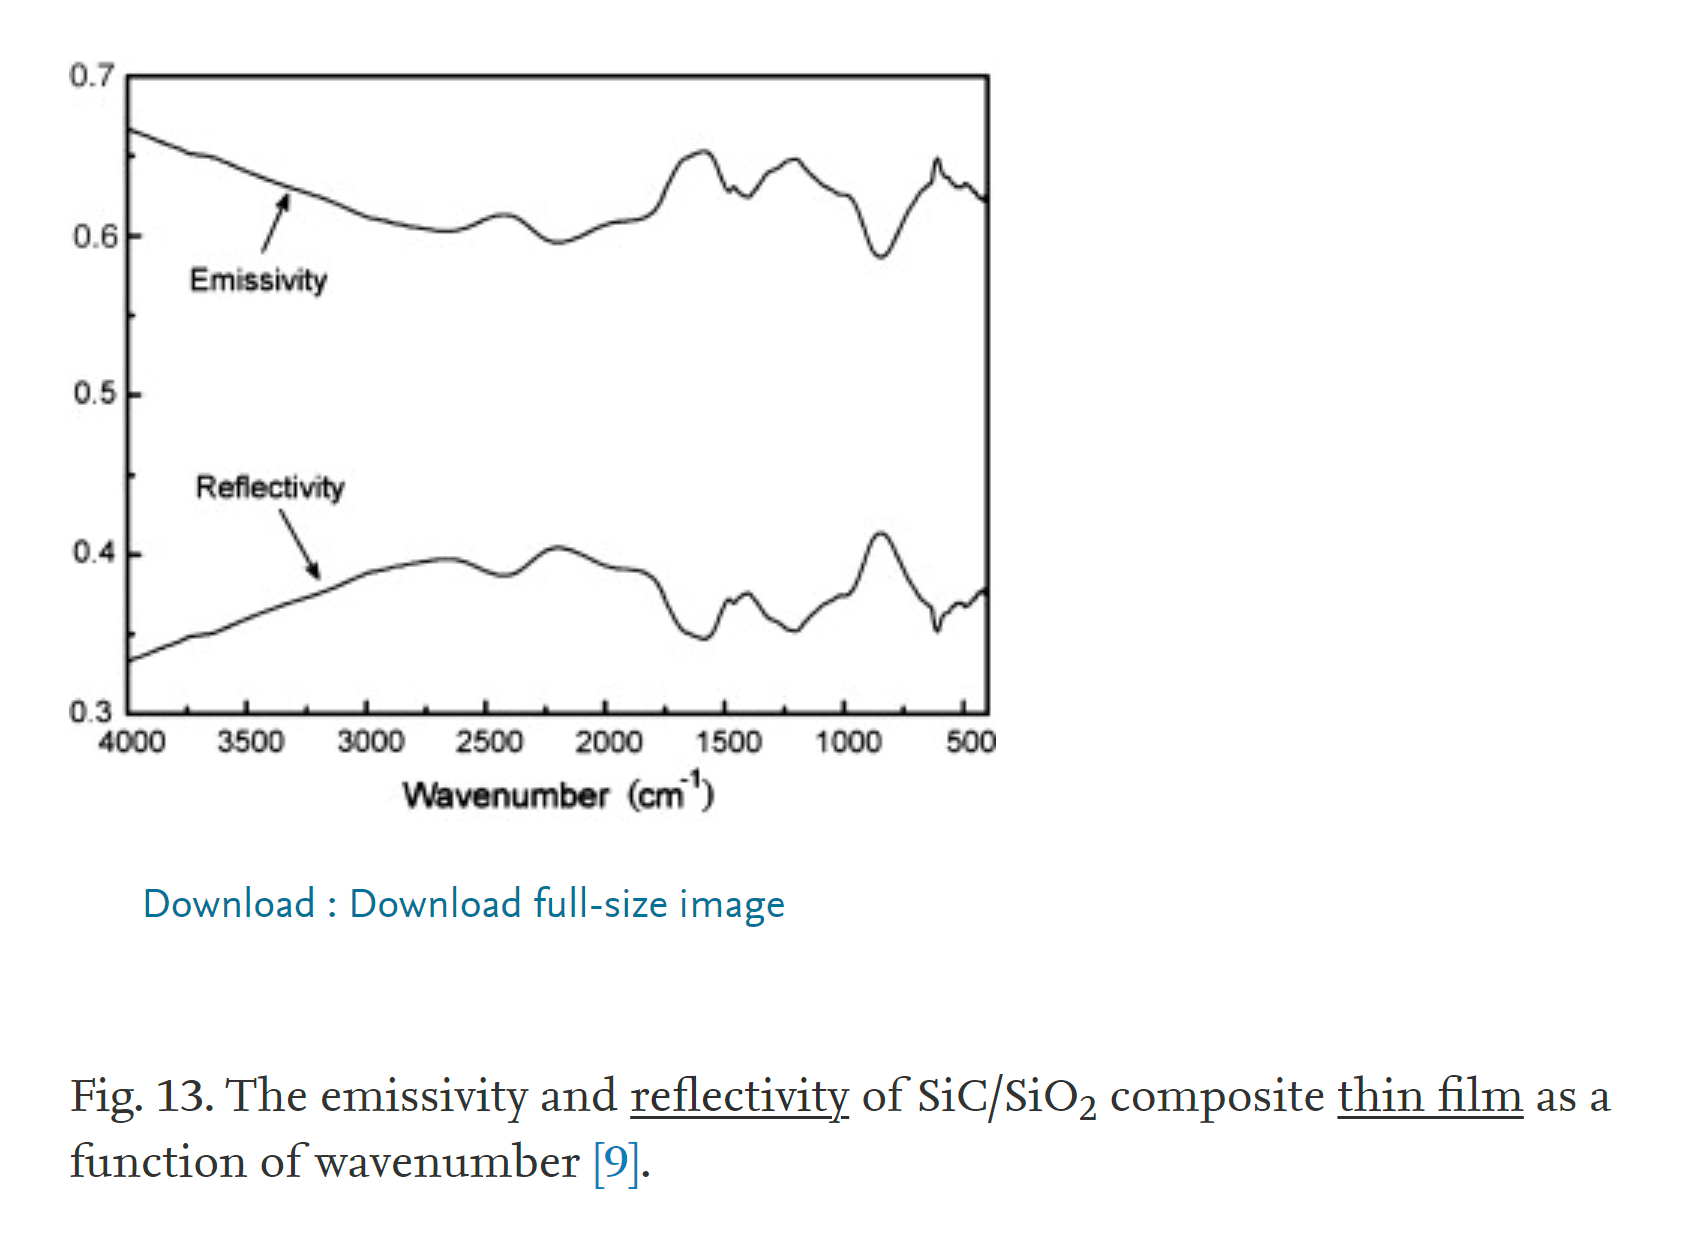 0.7
0.6
Emissivity
0.5
Reflectivity
0.4
0.3
4000 3500 3000 2500 2000 1500 1000 500
Wavenumber (cm⁻¹)
Download : Download full-size image
Fig. 13. The emissivity and reflectivity of SiC/SiO₂ composite thin film as a
function of wavenumber [9].